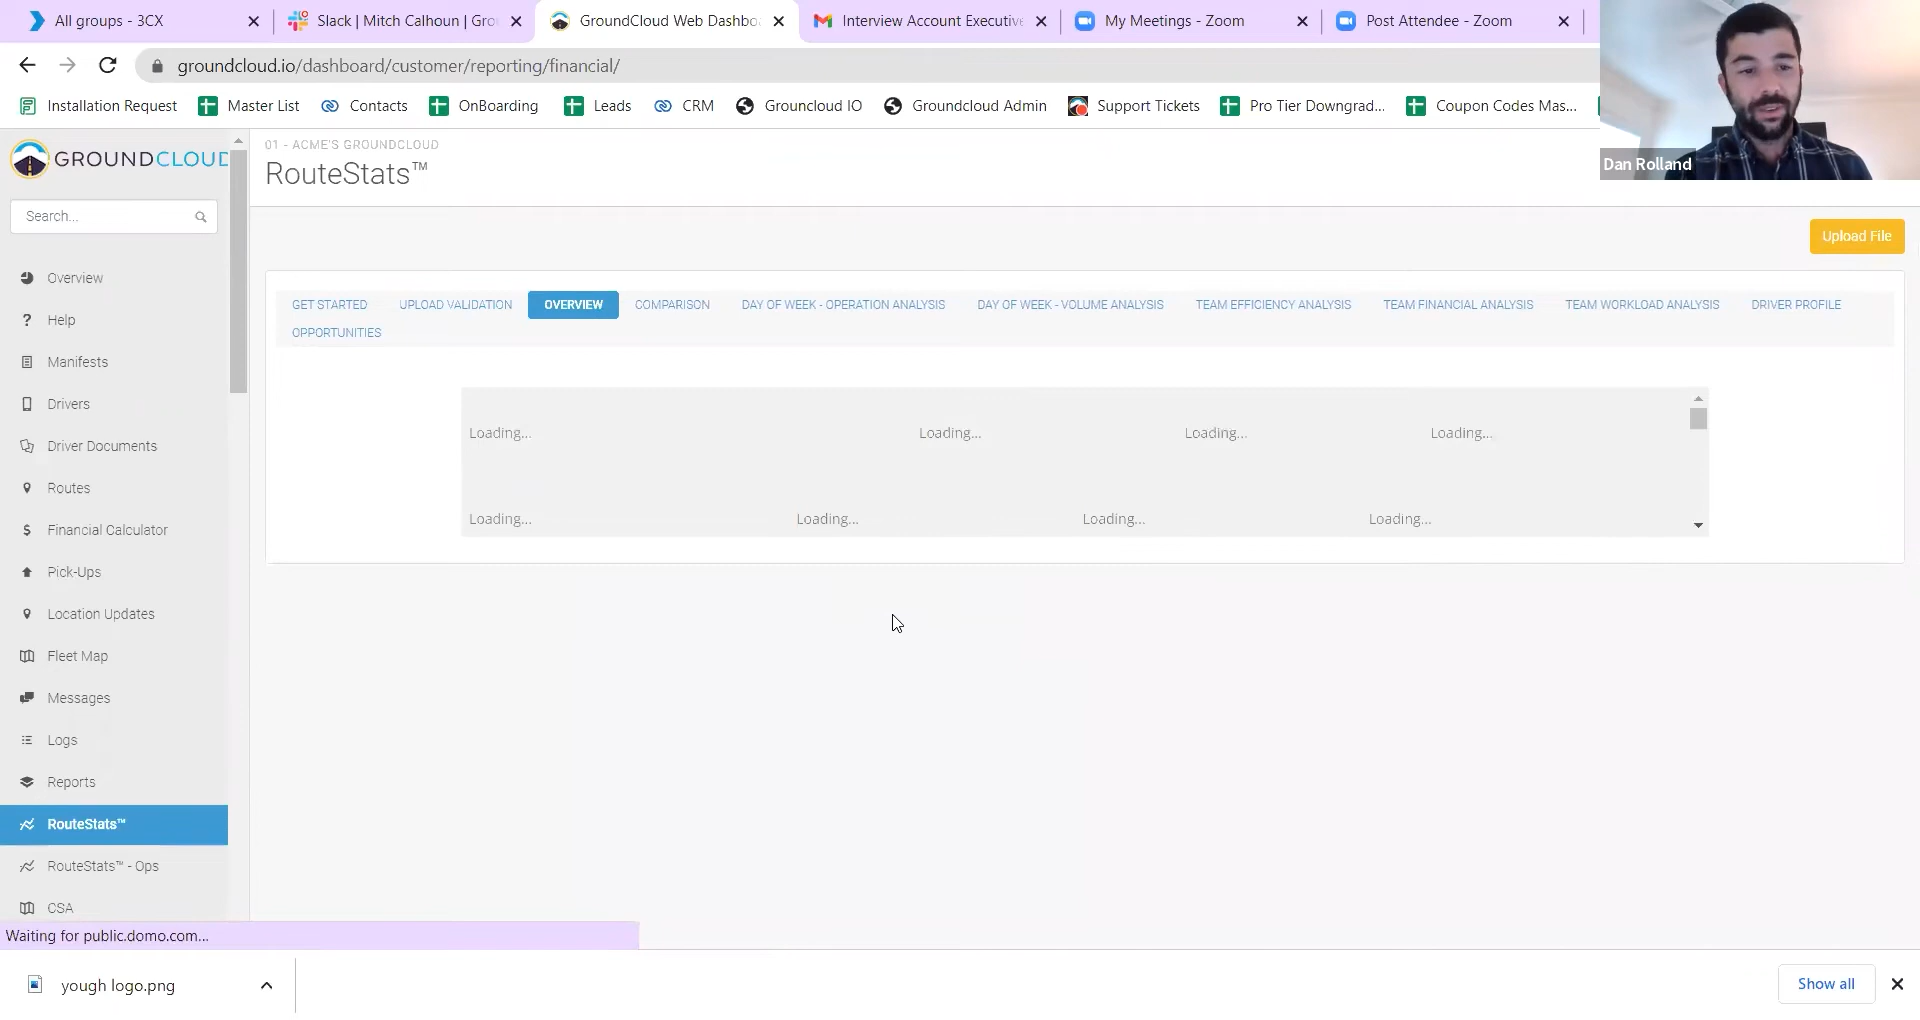 All groups - 3CX
Slack | Mitch Calhoun | Gro
GroundCloud Web Dashbo
Interview Account Executive
My Meetings - Zoom
Post Attendee - Zoom
groundcloud.io/dashboard/customer/reporting/financial/
Installation Request
Master List
Contacts
OnBoarding
Leads
CRM
Grouncloud IO
Groundcloud Admin
Support Tickets
Pro Tier Downgrad...
Coupon Codes Mas...
Dan Rolland
GROUNDCLOUD
Search...
Overview
Help
Manifests
Drivers
Driver Documents
Routes
Financial Calculator
Pick-Ups
Location Updates
Fleet Map
Messages
Logs
Reports
RouteStats™
RouteStats™ - Ops
CSA
01 - ACME'S GROUNDCLOUD
RouteStats™
Upload File
GET STARTED UPLOAD VALIDATION OVERVIEW COMPARISON DAY OF WEEK - OPERATION ANALYSIS DAY OF WEEK - VOLUME ANALYSIS TEAM EFFICIENCY ANALYSIS TEAM FINANCIAL ANALYSIS TEAM WORKLOAD ANALYSIS DRIVER PROFILE
OPPORTUNITIES
Loading... Loading... Loading... Loading...
Loading... Loading... Loading... Loading...
Waiting for public.domo.com...
yough logo.png
Show all